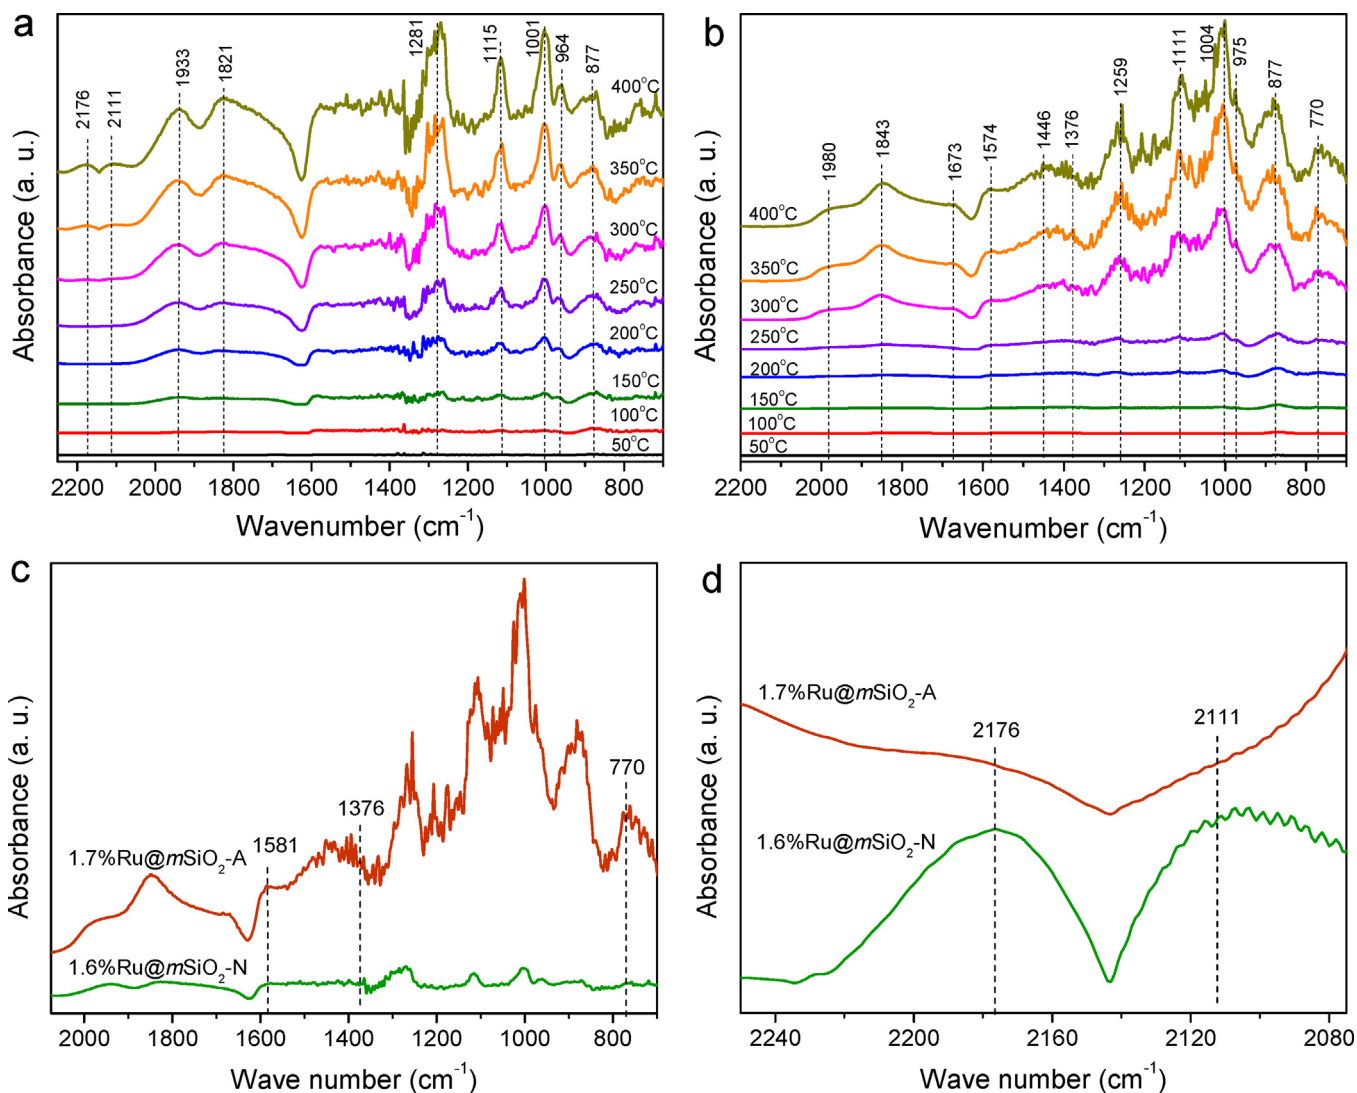 a
2176
2111
1933
1821
1281
1115
1001
964
877
400°C
350°C
300°C
250°C
200°C
150°C
100°C
50°C
Absorbance (a. u.)
2200 2000 1800 1600 1400 1200 1000 800
Wavenumber (cm-1)
b
1980
1843
1673
1574
1446
1376
1259
1111
1004
975
877
770
400°C
350°C
300°C
250°C
200°C
150°C
100°C
50°C
Absorbance (a. u.)
2200 2000 1800 1600 1400 1200 1000 800
Wavenumber (cm-1)
c
1.7%Ru@mSiO2-A
1581
1376
770
1.6%Ru@mSiO2-N
Absorbance (a. u.)
2000 1800 1600 1400 1200 1000 800
Wave number (cm-1)
d
1.7%Ru@mSiO2-A
2176
2111
1.6%Ru@mSiO2-N
Absorbance (a. u.)
2240 2200 2160 2120 2080
Wave number (cm-1)